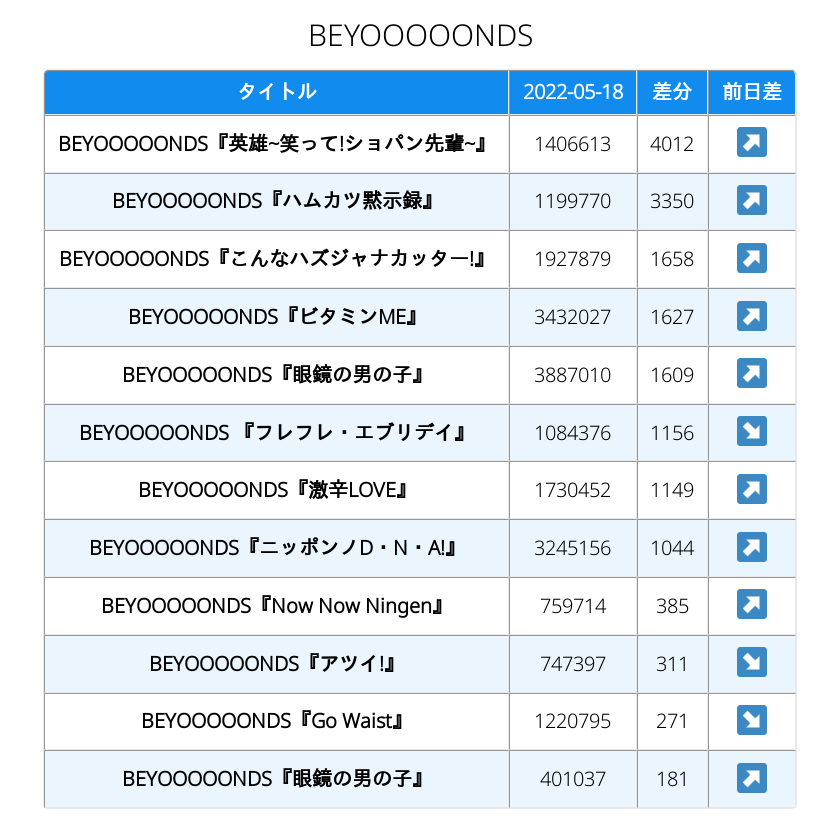 BEYOOOOONDS
タイトル 2022-05-18 差分 前日差
BEYOOOOONDS『英雄~笑って!ショパン先輩~』 1406613 4012 ↗
BEYOOOOONDS『ハムカツ黙示録』 1199770 3350 ↗
BEYOOOOONDS『こんなハズジャナカッター!』 1927879 1658 ↗
BEYOOOOONDS『ビタミンME』 3432027 1627 ↗
BEYOOOOONDS『眼鏡の男の子』 3887010 1609 ↗
BEYOOOOONDS 『フレフレ・エブリデイ』 1084376 1156 ↘
BEYOOOOONDS『激辛LOVE』 1730452 1149 ↗
BEYOOOOONDS『ニッポンノD・N・A!』 3245156 1044 ↗
BEYOOOOONDS『Now Now Ningen』 759714 385 ↗
BEYOOOOONDS『アツイ!』 747397 311 ↘
BEYOOOOONDS『Go Waist』 1220795 271 ↘
BEYOOOOONDS『眼鏡の男の子』 401037 181 ↗